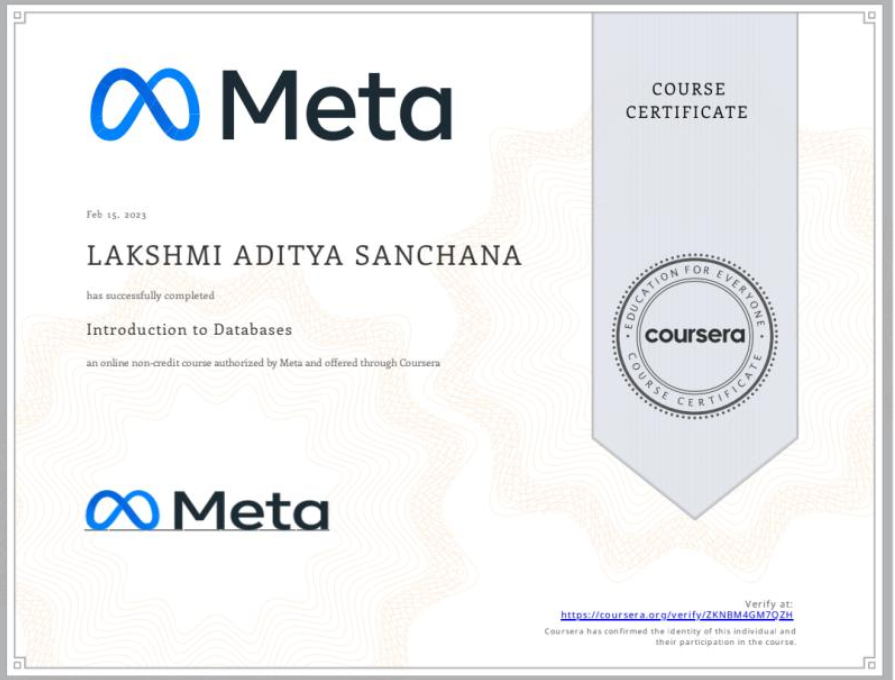 Meta
COURSE
CERTIFICATE
Feb 15, 2023
LAKSHMI ADITYA SANCHANA
has successfully completed
Introduction to Databases
an online non-credit course authorized by Meta and offered through Coursera
EDUCATION FOR EVERYONE
coursera
COURSE CERTIFICATE
Meta
Verify at:
https://coursera.org/verify/ZKNBM4GM7QZH
Coursera has confirmed the identity of this individual and
their participation in the course.